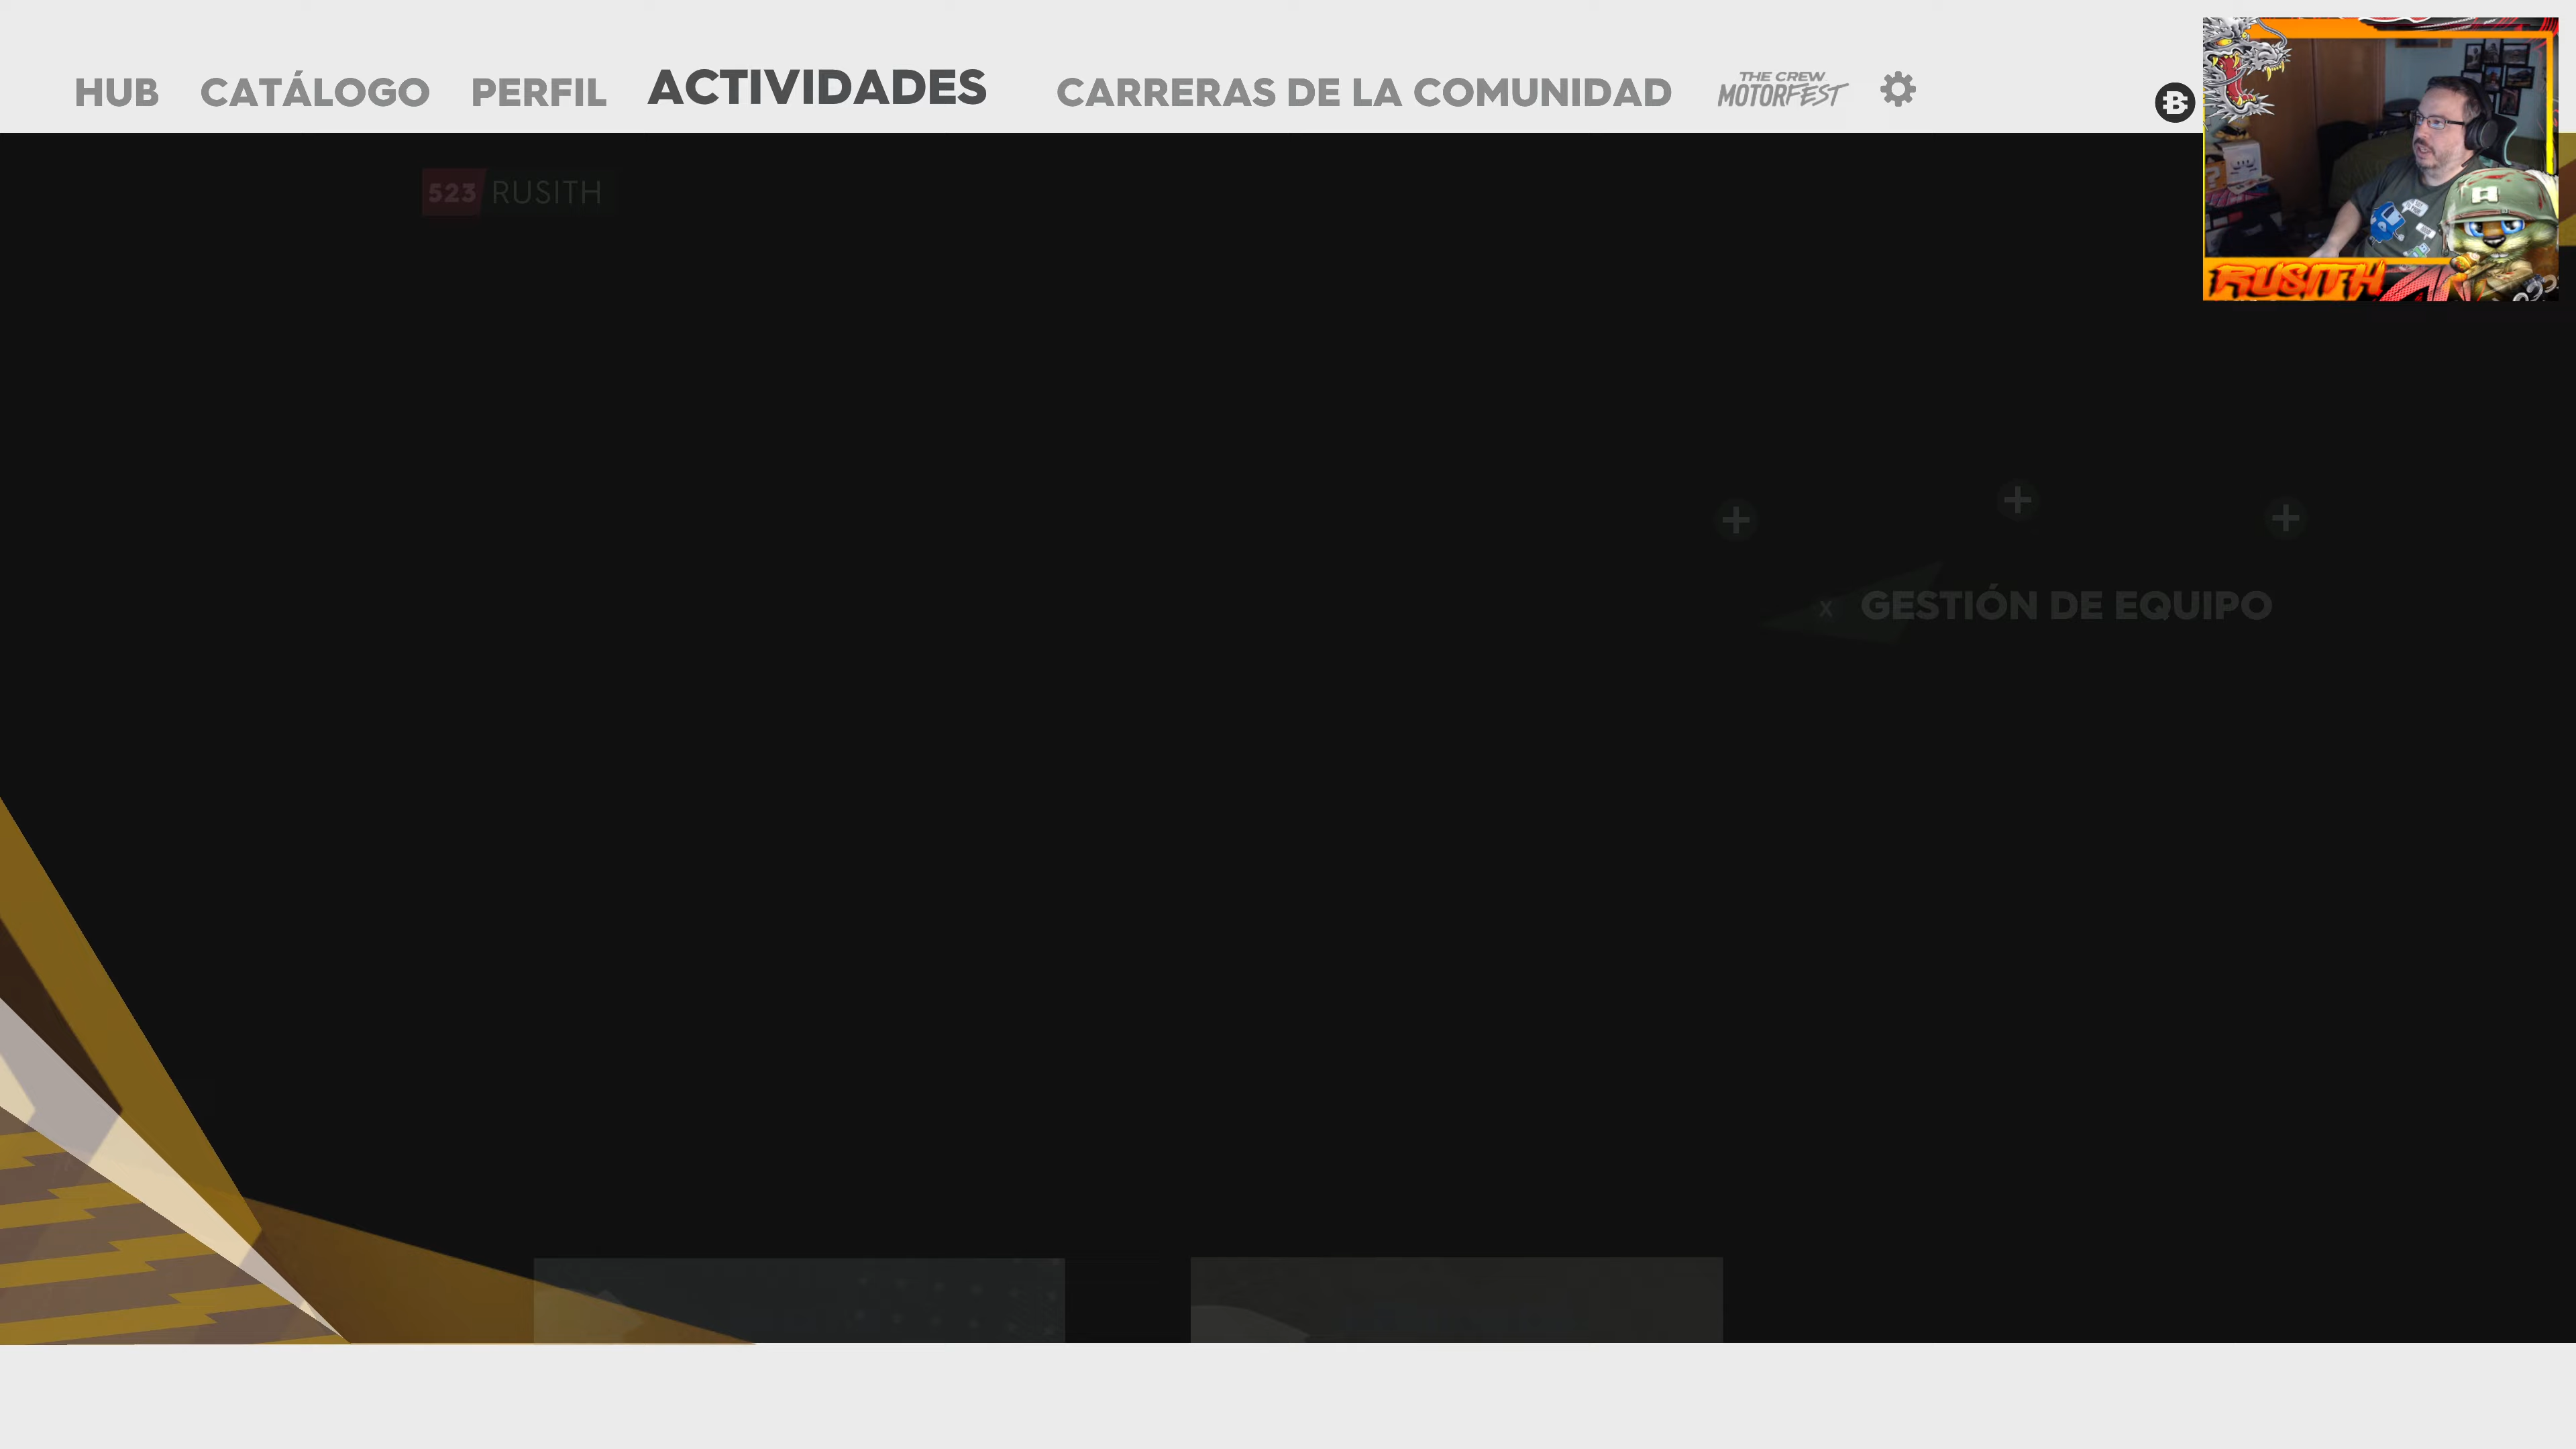 HUB CATÁLOGO PERFIL ACTIVIDADES CARRERAS DE LA COMUNIDAD THE CREW MOTORFEST
523 RUSITH
RUSITH
X GESTIÓN DE EQUIPO